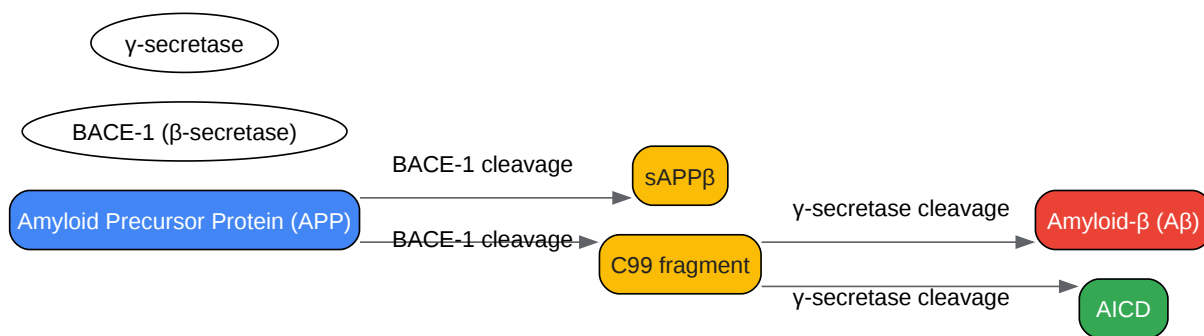 γ-secretase
BACE-1 (β-secretase)
BACE-1 cleavage
sAPPβ
Amyloid Precursor Protein (APP)
γ-secretase cleavage
Amyloid-β (Aβ)
BACE-1 cleavage
C99 fragment
γ-secretase cleavage
AICD